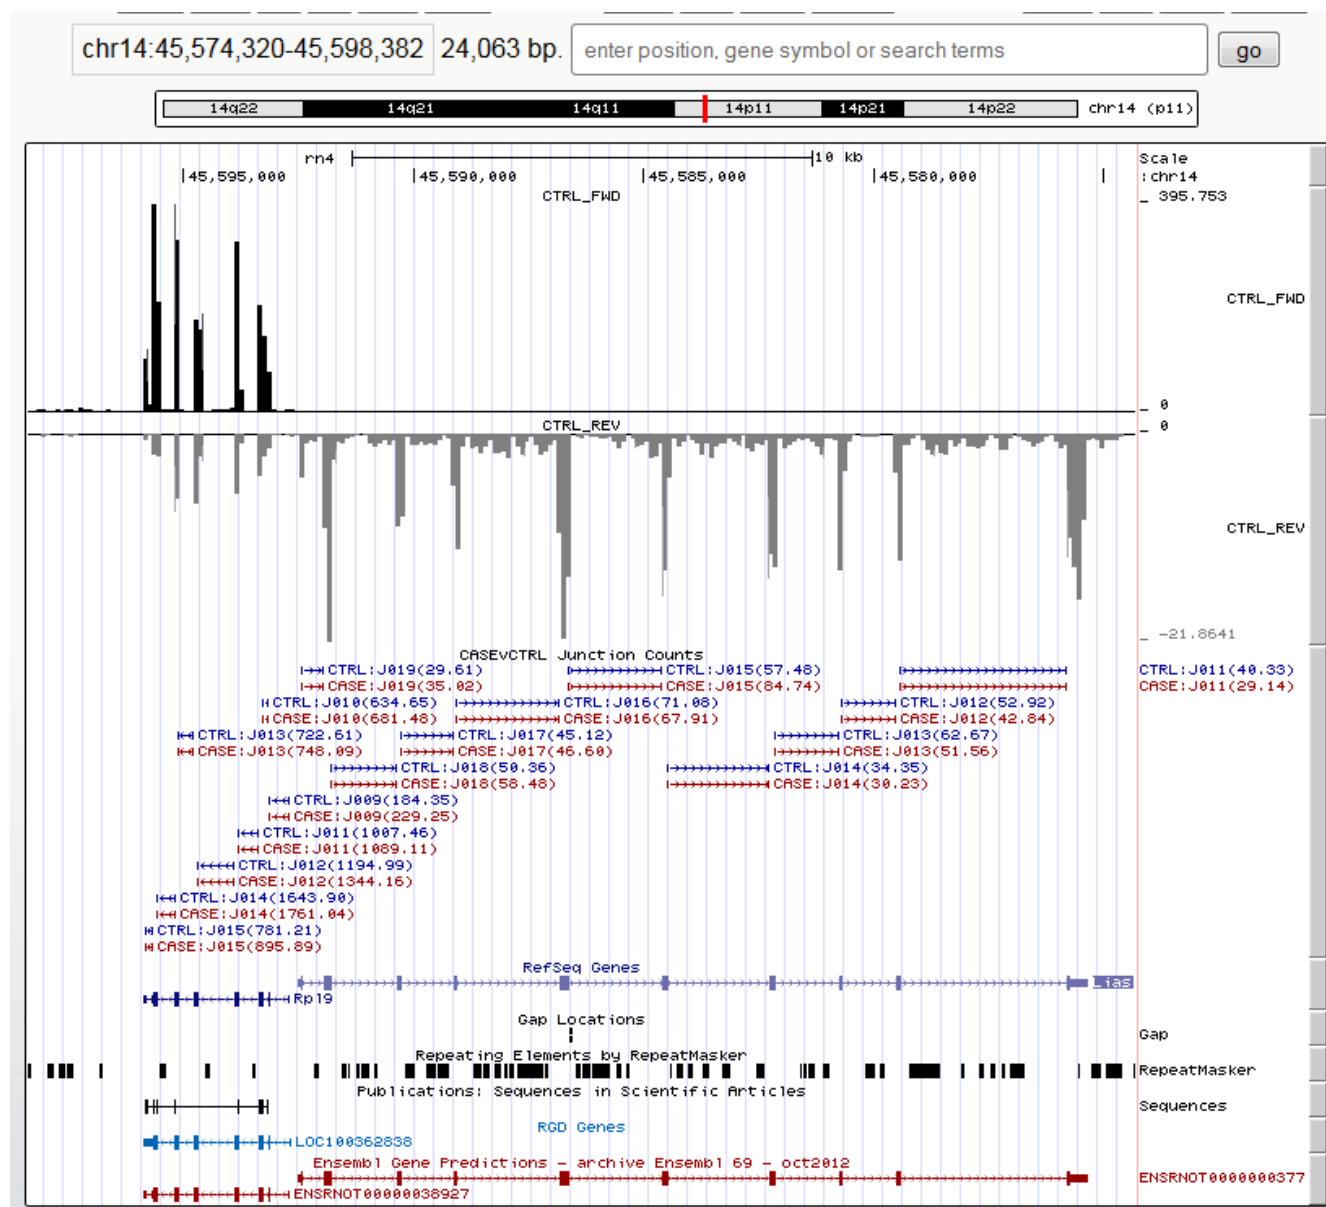 chr14:45,574,320-45,598,382 24,063 bp. enter position, gene symbol or search terms go
14q22 14q21 14q11 14p11 14p21 14p22 chr14 (p11)
rn4 10 kb Scale
|45,595,000 |45,590,000 |45,585,000 |45,580,000 | :chr14
CTRL_FWD _ 395.753
CTRL_FWD
_ 0
CTRL_REV _ 0
CTRL_REV
_ -21.8641
CASEvCTRL Junction Counts
CTRL:J019(29.61) CTRL:J015(57.48) CTRL:J011(40.33)
CASE:J019(35.02) CASE:J015(84.74) CASE:J011(29.14)
CTRL:J010(634.65) CTRL:J016(71.08) CTRL:J012(52.92)
CASE:J010(681.48) CASE:J016(67.91) CASE:J012(42.84)
CTRL:J013(722.61) CTRL:J017(45.12) CTRL:J013(62.67)
CASE:J013(748.09) CASE:J017(46.60) CASE:J013(51.56)
CTRL:J018(50.36) CTRL:J014(34.35)
CASE:J018(58.48) CASE:J014(30.23)
CTRL:J009(184.35)
CASE:J009(229.25)
CTRL:J011(1007.46)
CASE:J011(1089.11)
CTRL:J012(1194.99)
CASE:J012(1344.16)
CTRL:J014(1643.90)
CASE:J014(1761.04)
CTRL:J015(781.21)
CASE:J015(895.89)
RefSeq Genes
Lias
Rpl9
Gap Locations
Gap
Repeating Elements by RepeatMasker
RepeatMasker
Publications: Sequences in Scientific Articles
Sequences
RGD Genes
LOC100362838
Ensembl Gene Predictions - archive Ensembl 69 - oct2012
ENSRNOT0000000377
ENSRNOT00000038927